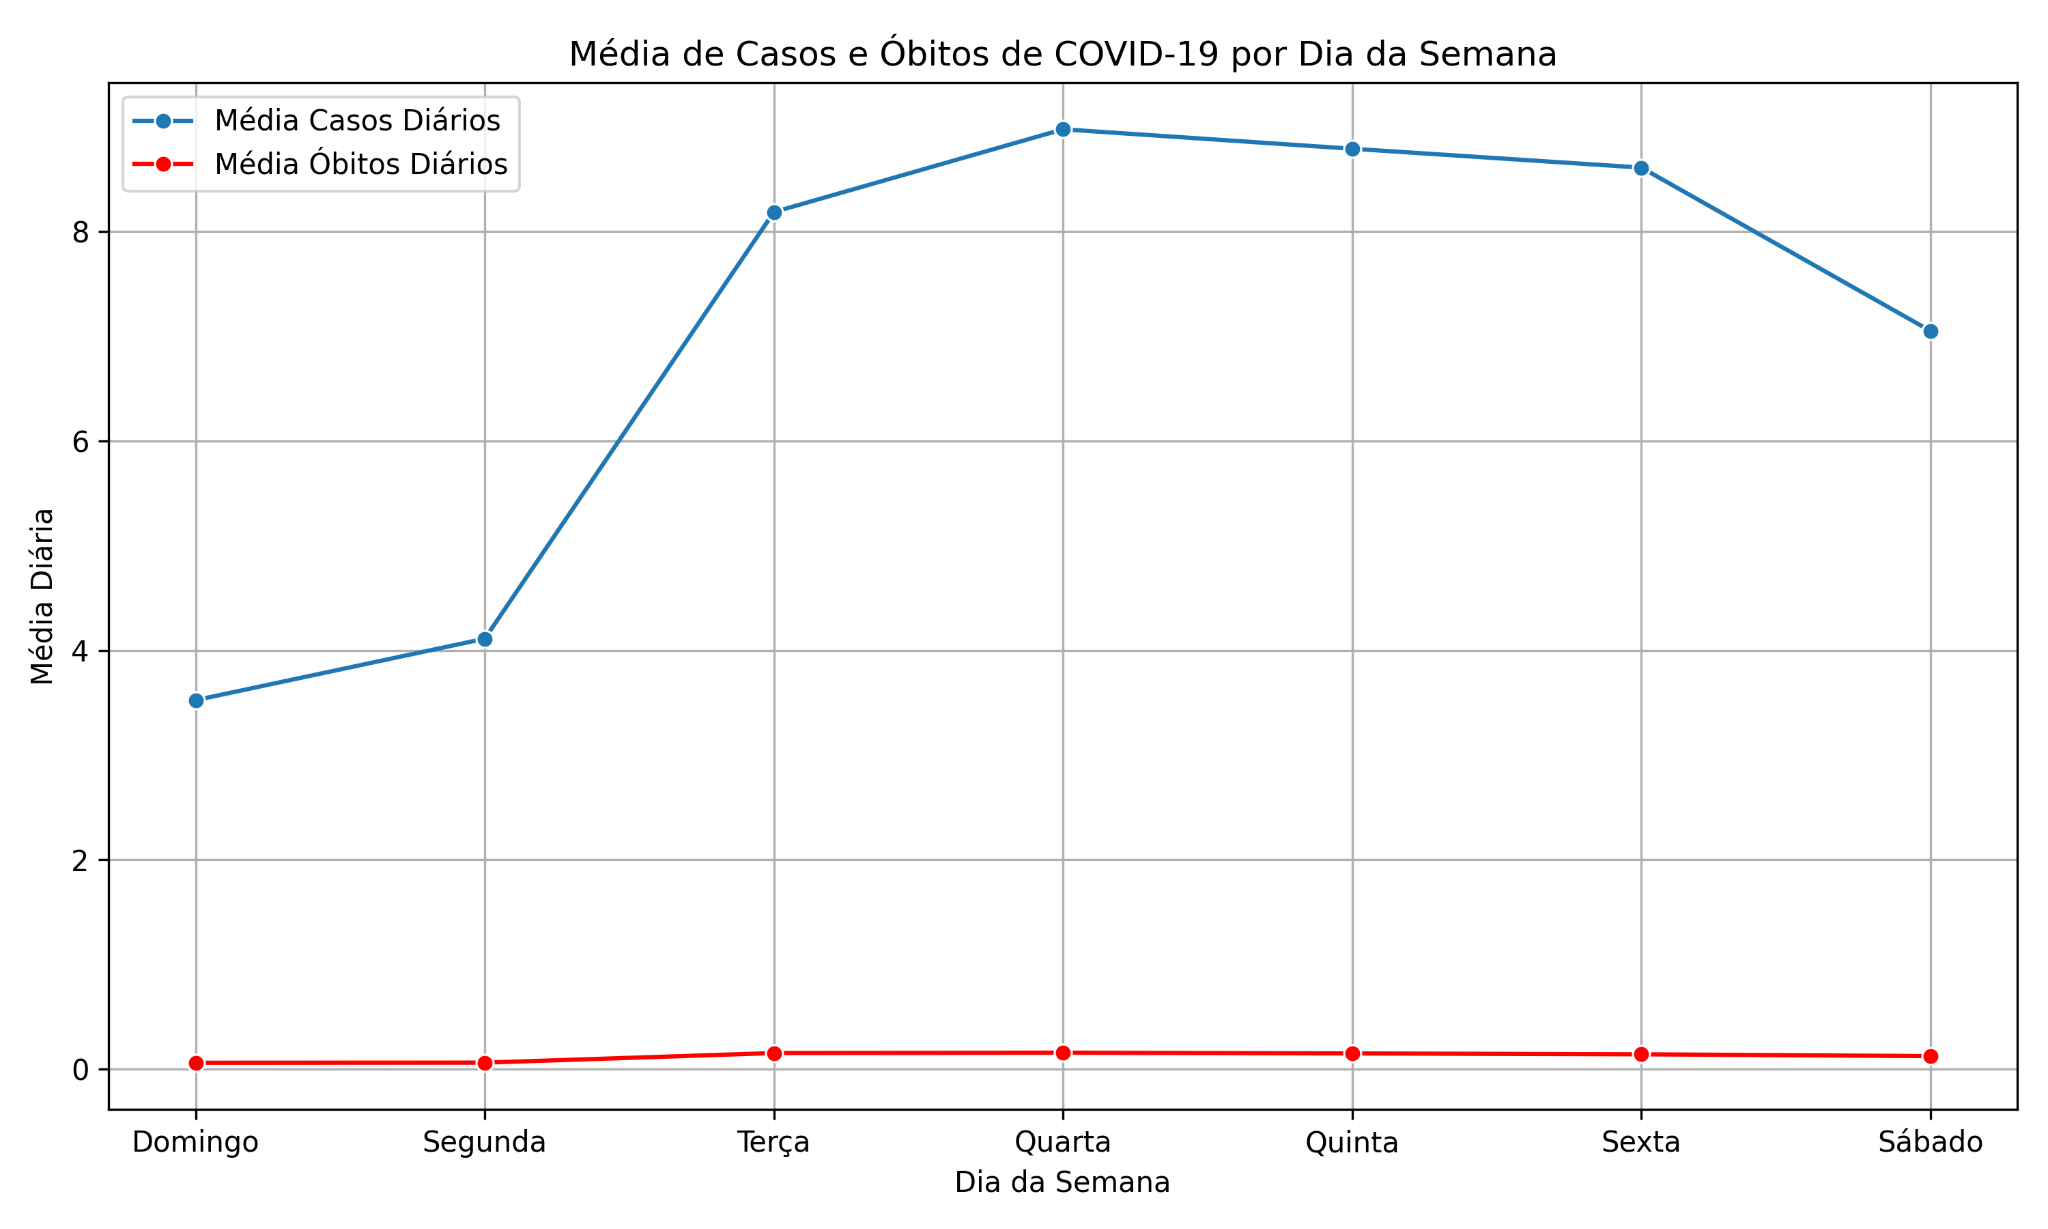 Média de Casos e Óbitos de COVID-19 por Dia da Semana
Média Casos Diários
Média Óbitos Diários
Média Diária
8
6
4
2
0
Domingo Segunda Terça Quarta Quinta Sexta Sábado
Dia da Semana